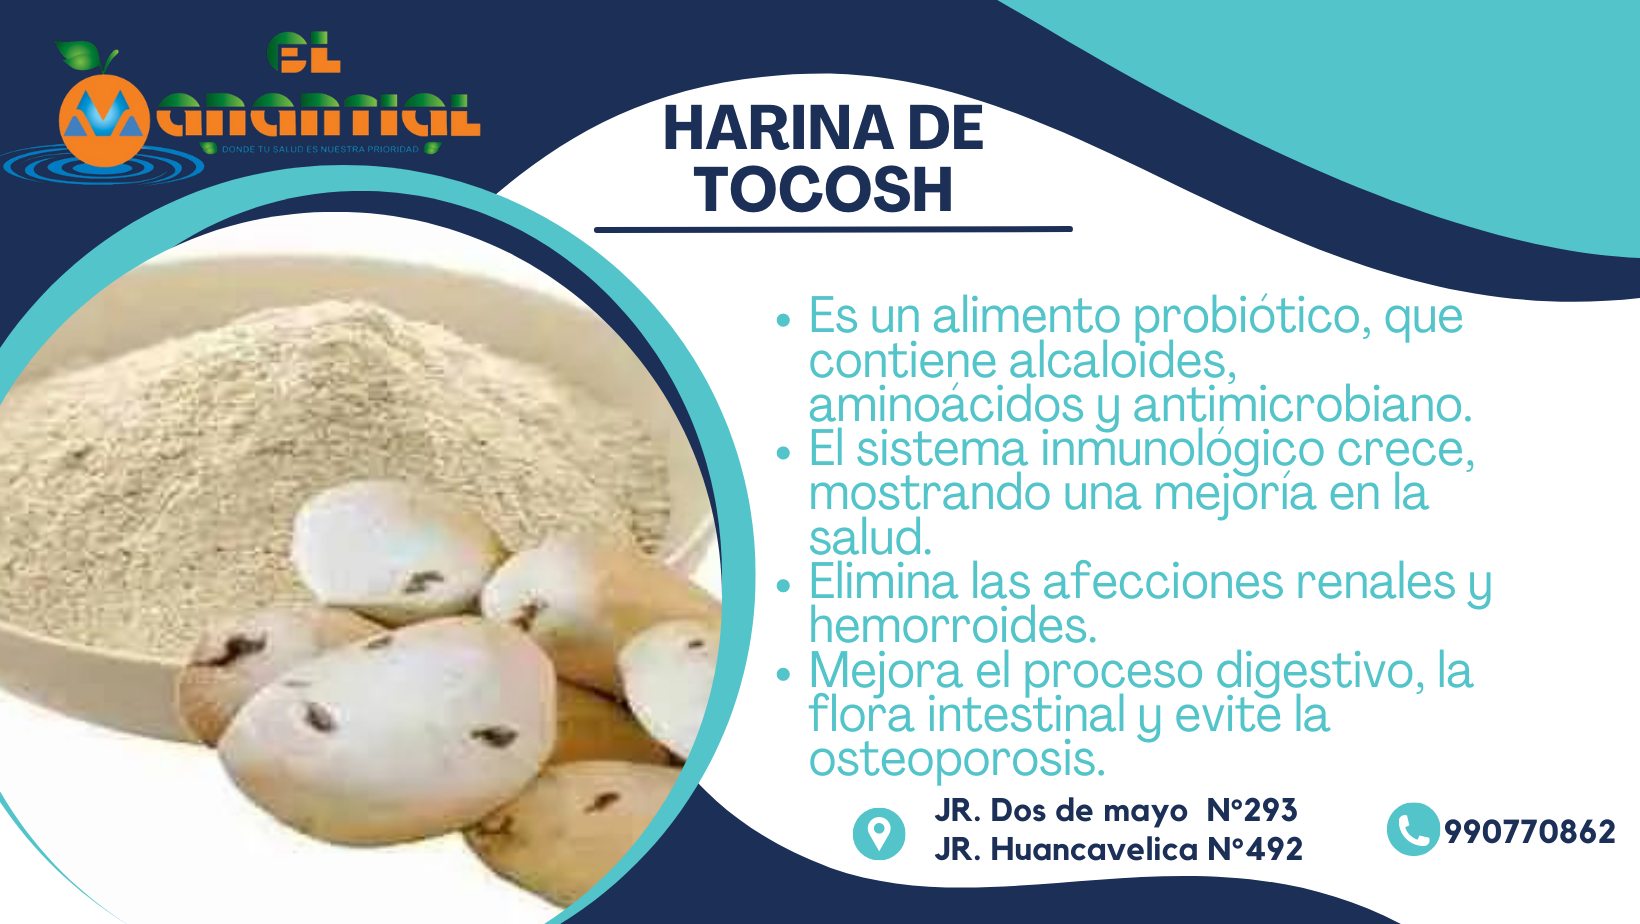 EL
MANANTIAL
DONDE TU SALUD ES NUESTRA PRIORIDAD
HARINA DE
TOCOSH
• Es un alimento probiótico, que
contiene alcaloides,
aminoácidos y antimicrobiano.
• El sistema inmunológico crece,
mostrando una mejoría en la
salud.
• Elimina las afecciones renales y
hemorroides.
• Mejora el proceso digestivo, la
flora intestinal y evite la
osteoporosis.
JR. Dos de mayo N°293
JR. Huancavelica N°492
990770862